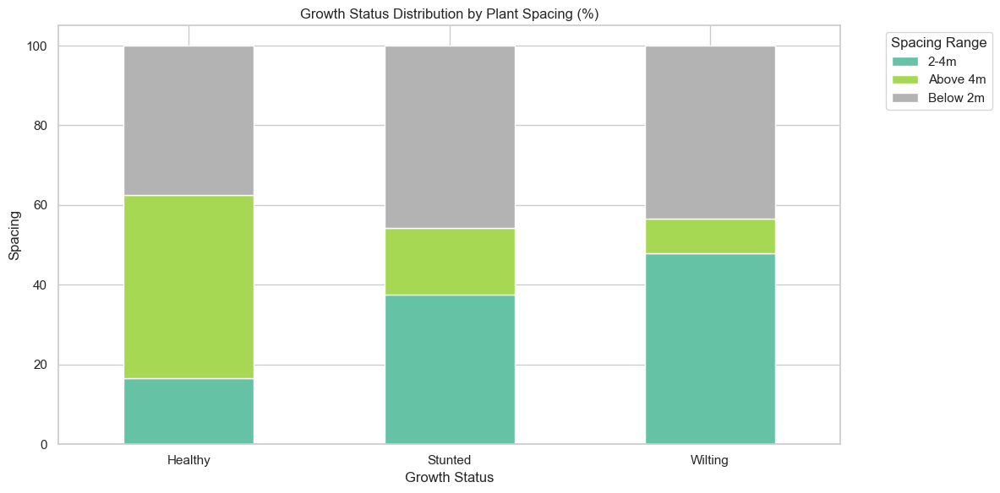 Growth Status Distribution by Plant Spacing (%)
Spacing
100
80
60
40
20
0
Healthy
Stunted
Wilting
Growth Status
Spacing Range
2-4m
Above 4m
Below 2m